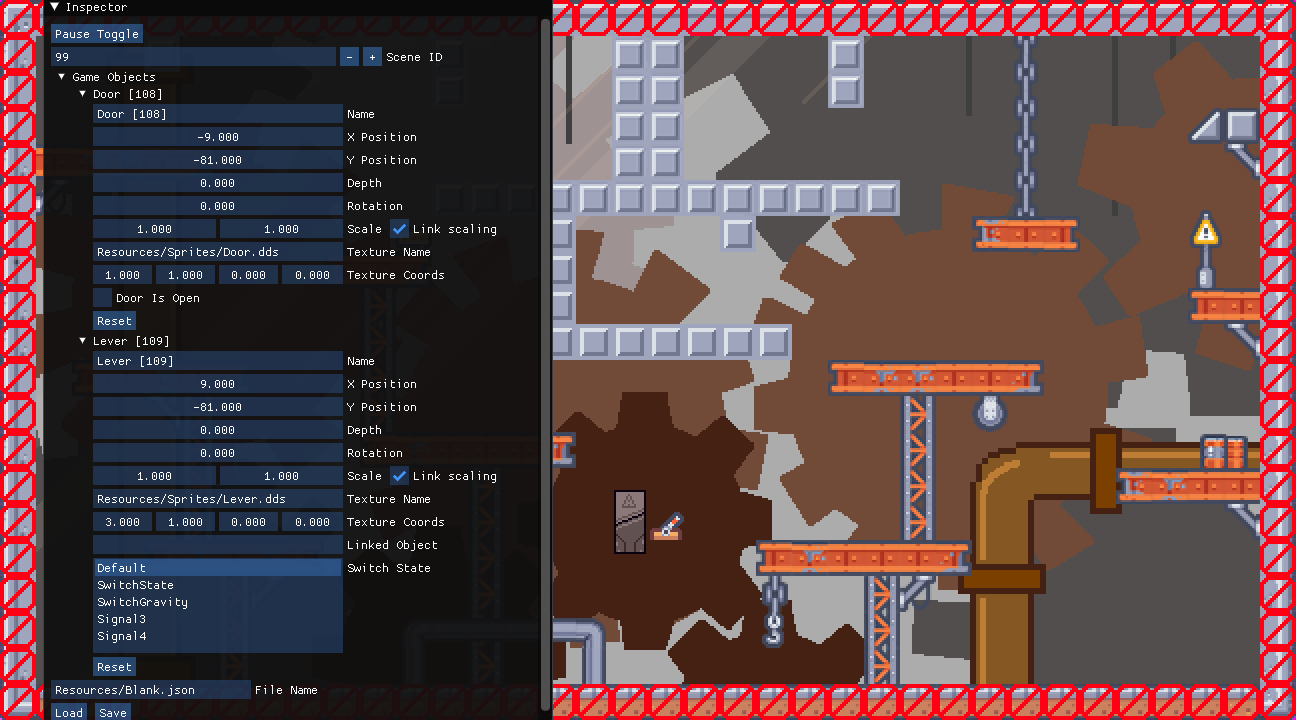 Inspector
Pause Toggle
99 - + Scene ID
Game Objects
Door [108]
Door [108] Name
-9.000 X Position
-81.000 Y Position
0.000 Depth
0.000 Rotation
1.000 1.000 Scale Link scaling
Resources/Sprites/Door.dds Texture Name
1.000 1.000 0.000 0.000 Texture Coords
Door Is Open
Reset
Lever [109]
Lever [109] Name
9.000 X Position
-81.000 Y Position
0.000 Depth
0.000 Rotation
1.000 1.000 Scale Link scaling
Resources/Sprites/Lever.dds Texture Name
3.000 1.000 0.000 0.000 Texture Coords
Linked Object
Default Switch State
SwitchState
SwitchGravity
Signal3
Signal4
Reset
Resources/Blank.json File Name
Load Save